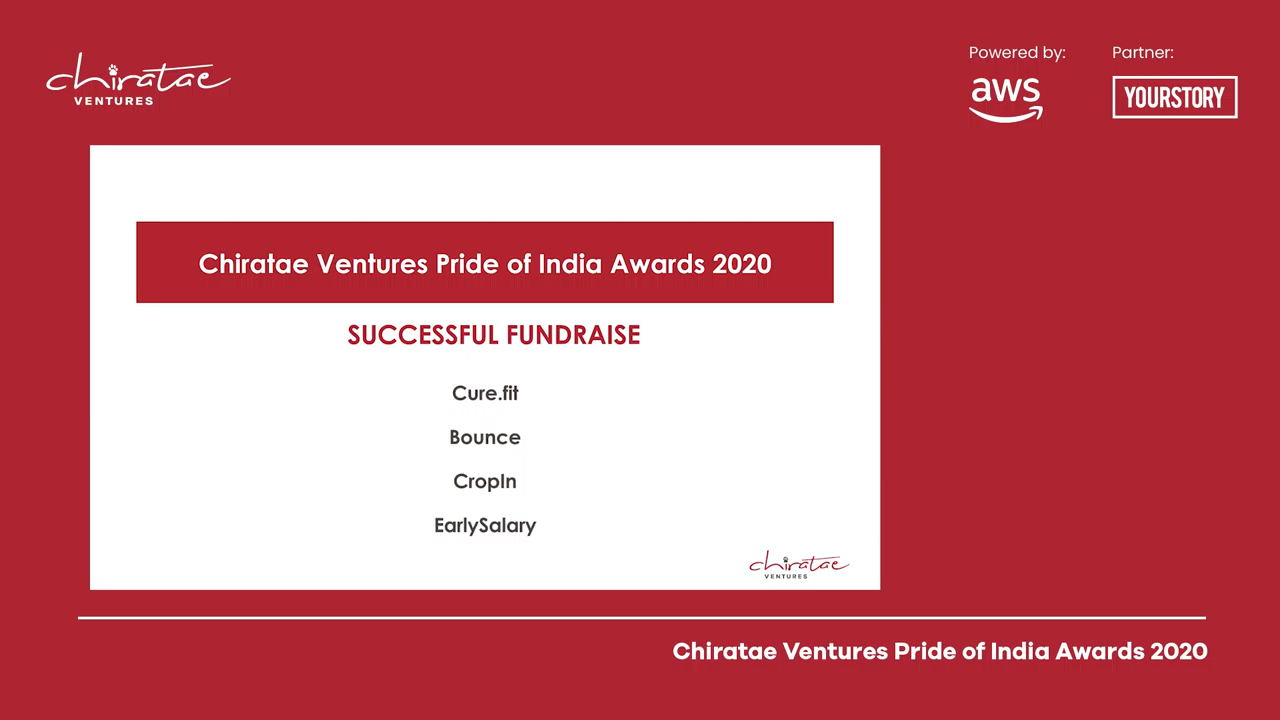 chiratae
VENTURES
Powered by:
aws
Partner:
YOURSTORY
Chiratae Ventures Pride of India Awards 2020
SUCCESSFUL FUNDRAISE
Cure.fit
Bounce
CropIn
EarlySalary
chiratae
VENTURES
Chiratae Ventures Pride of India Awards 2020